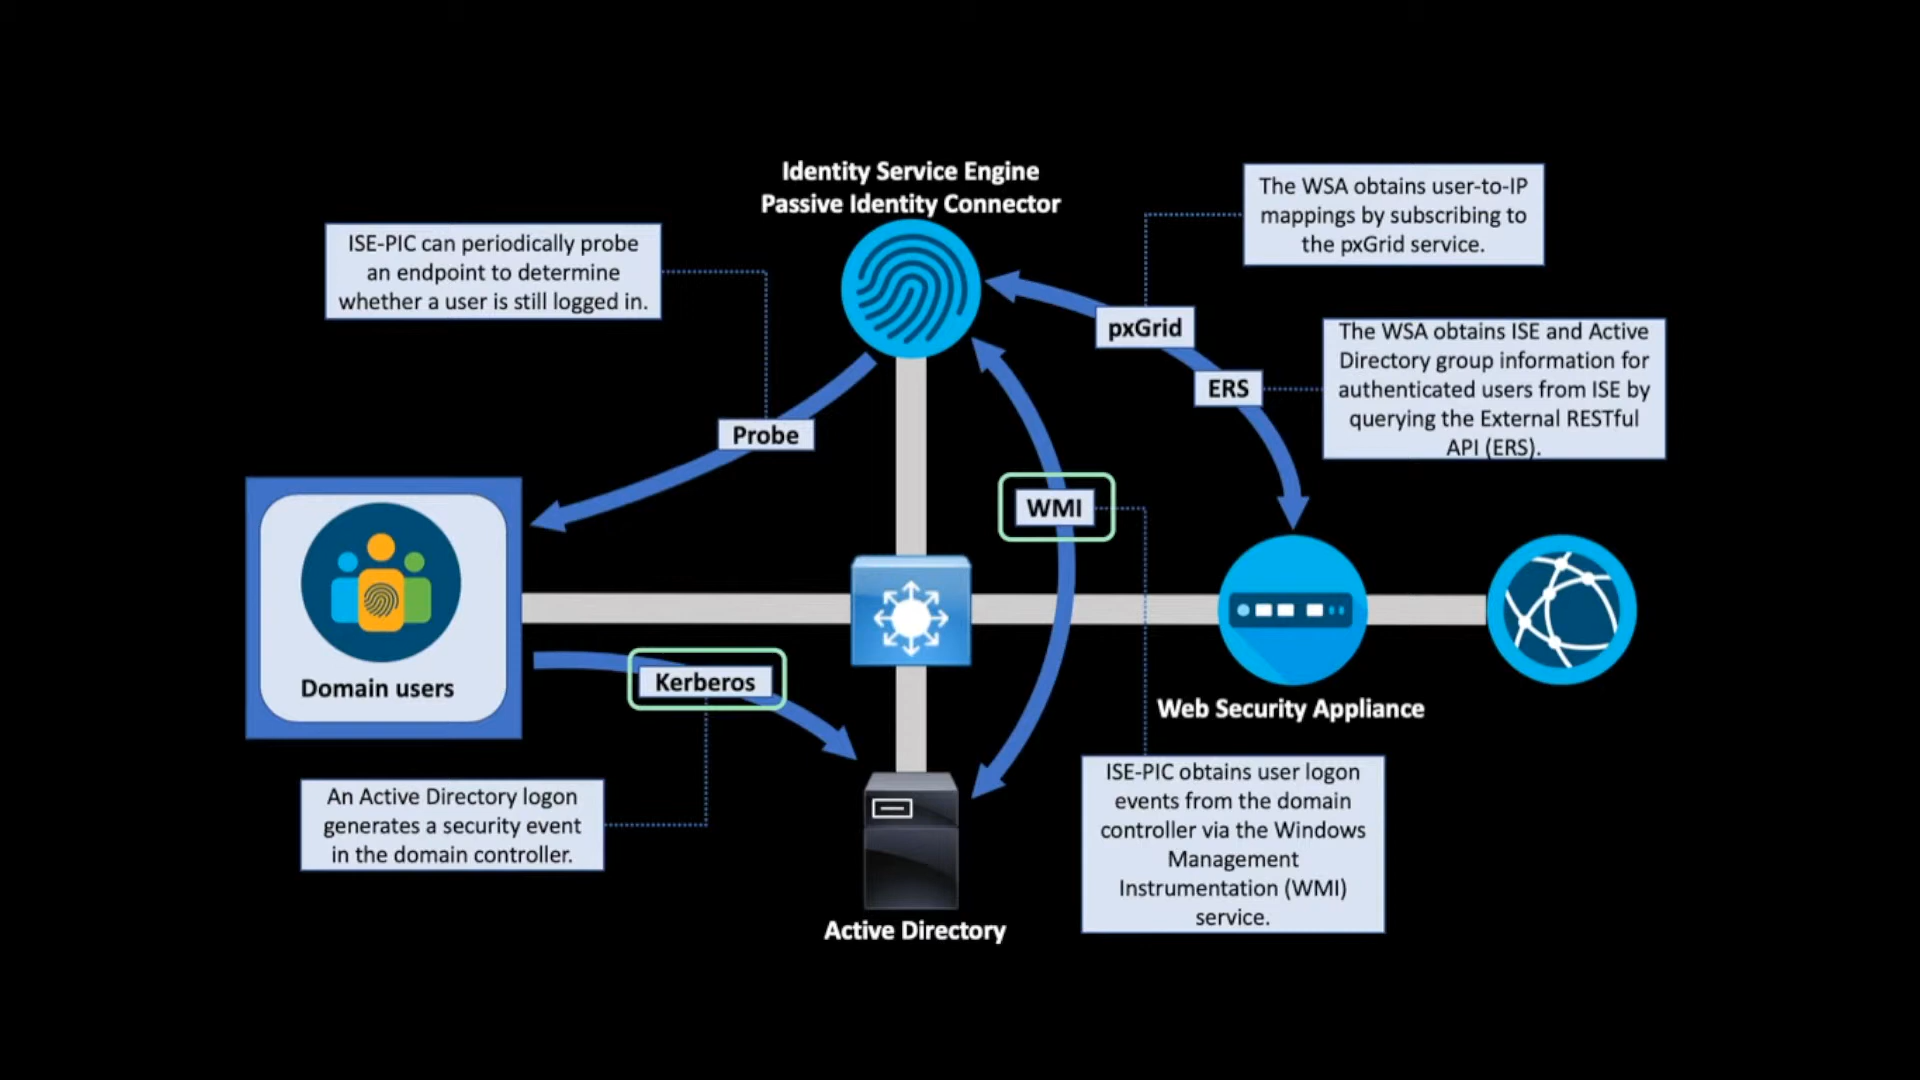 Identity Service Engine
Passive Identity Connector
The WSA obtains user-to-IP
mappings by subscribing to
the pxGrid service.
ISE-PIC can periodically probe
an endpoint to determine
whether a user is still logged in.
pxGrid
The WSA obtains ISE and Active
Directory group information for
authenticated users from ISE by
querying the External RESTful
API (ERS).
ERS
Probe
WMI
Domain users
Kerberos
Web Security Appliance
An Active Directory logon
generates a security event
in the domain controller.
ISE-PIC obtains user logon
events from the domain
controller via the Windows
Management
Instrumentation (WMI)
service.
Active Directory